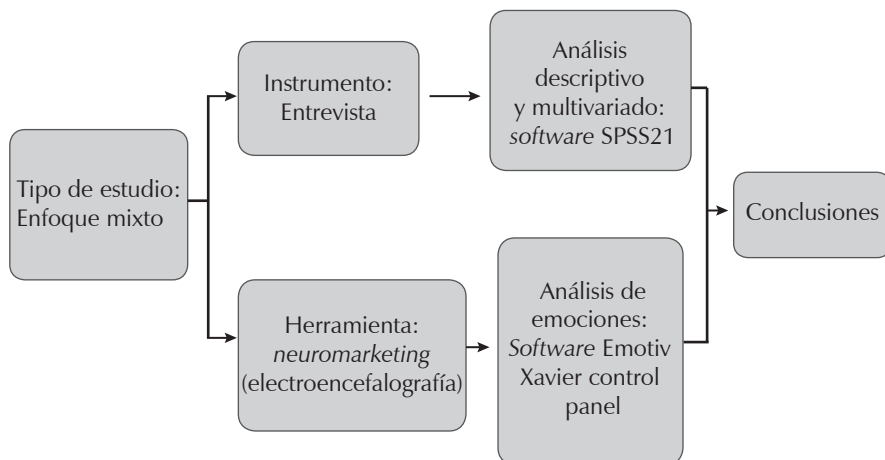 Tipo de estudio:
Enfoque mixto
Instrumento:
Entrevista
Análisis
descriptivo
y multivariado:
software SPSS21
Herramienta:
neuromarketing
(electroencefalografía)
Análisis de
emociones:
Software Emotiv
Xavier control
panel
Conclusiones